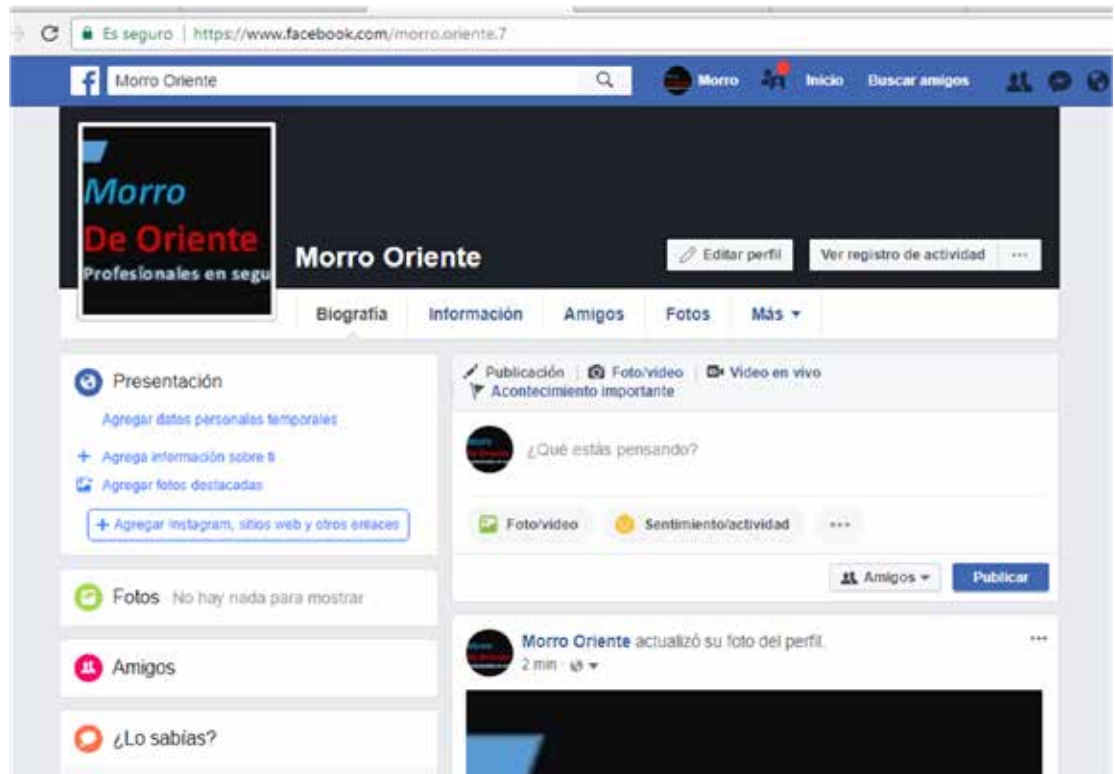 Es seguro | https://www.facebook.com/morro.oriente.7
Morro Oriente
Morro
Inicio
Buscar amigos
Morro
De Oriente
Profesionales en segu
Morro Oriente
Editar perfil
Ver registro de actividad
Biografía
Información
Amigos
Fotos
Más
Presentación
Agregar datos personales temporales
+ Agrega información sobre ti
Agregar fotos destacadas
+ Agregar Instagram, sitios web y otros enlaces
Fotos No hay nada para mostrar
Amigos
¿Lo sabías?
Publicación | Foto/video | Video en vivo
Acontecimiento importante
¿Qué estás pensando?
Foto/video
Sentimiento/actividad
Amigos
Publicar
Morro Oriente actualizó su foto del perfil.
2 min